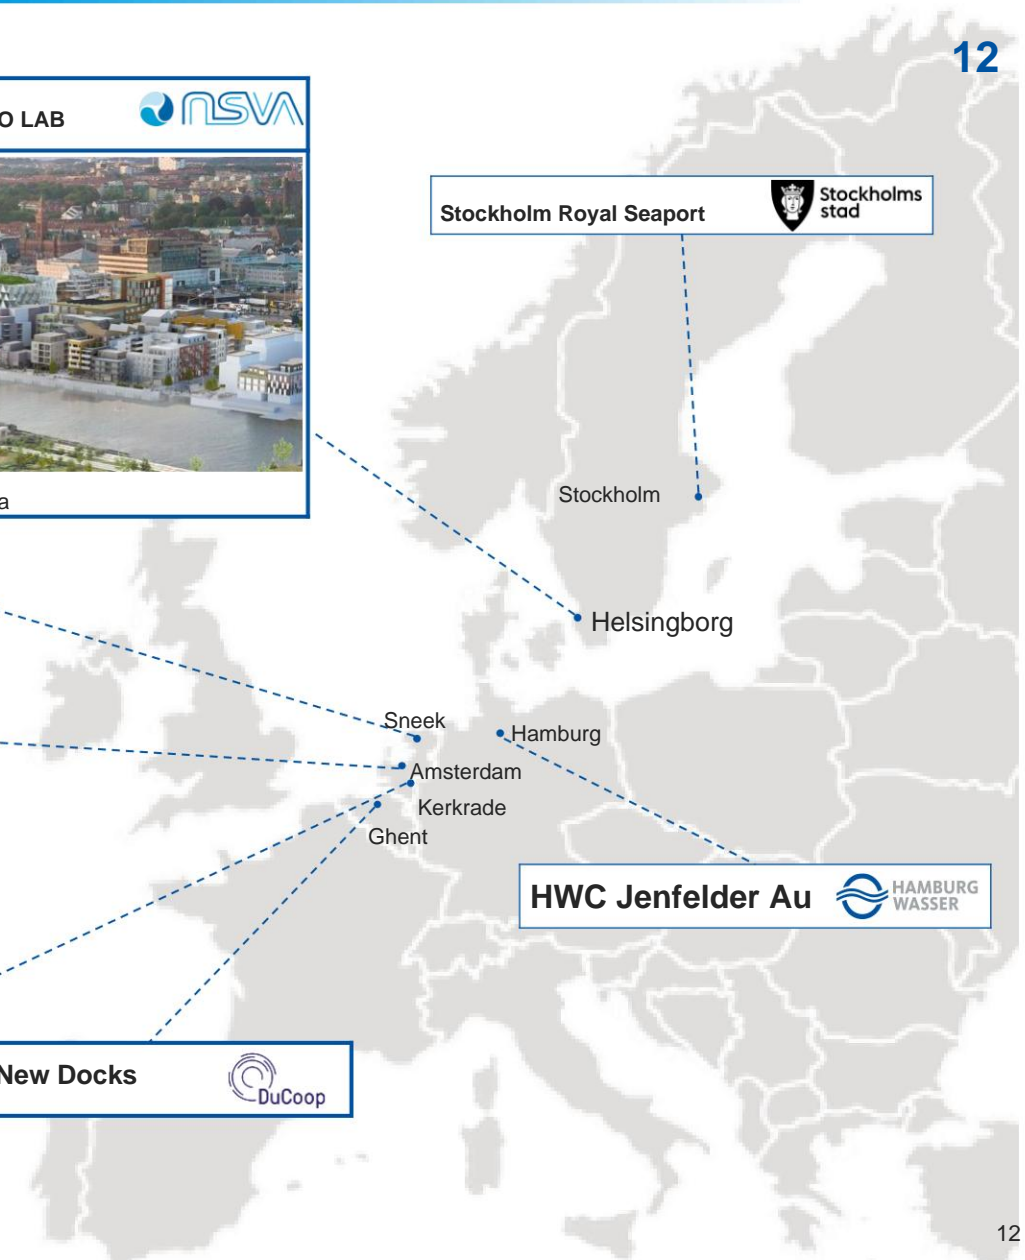 12
O LAB
NSVA
Stockholm Royal Seaport
Stockholms
stad
a
Stockholm
Helsingborg
Sneek
Hamburg
Amsterdam
Kerkrade
Ghent
HWC Jenfelder Au
HAMBURG
WASSER
New Docks
DuCoop
12